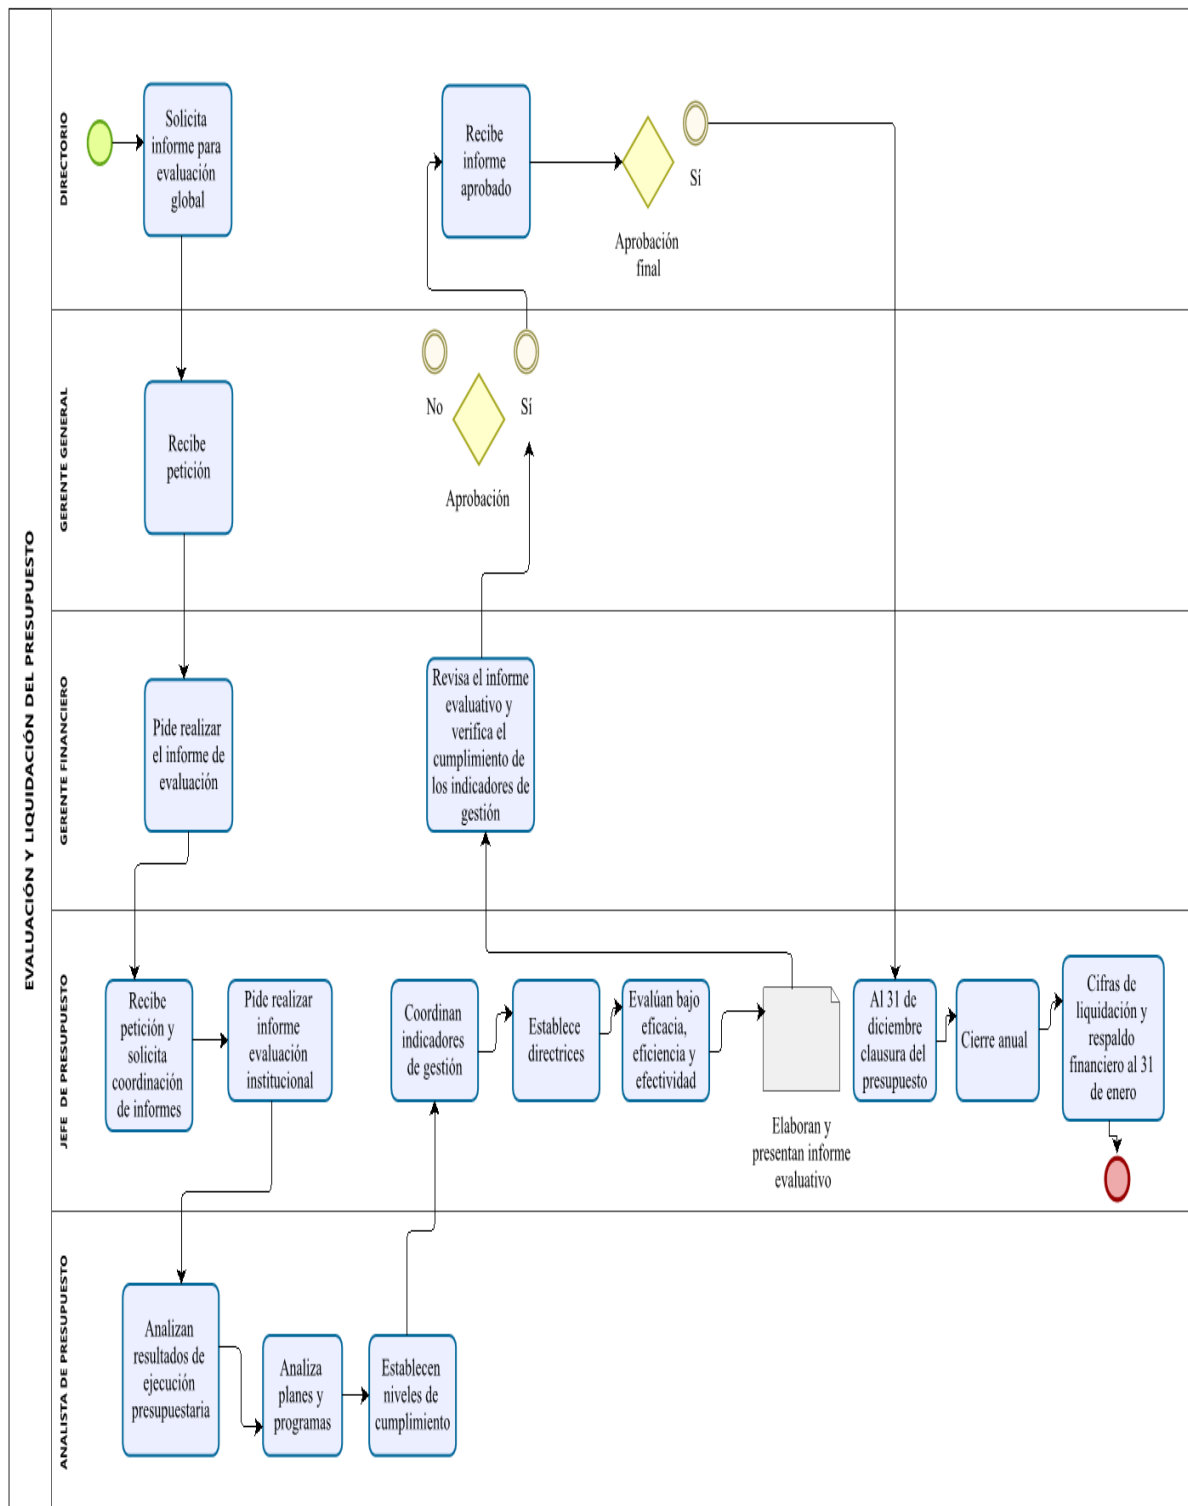 EVALUACIÓN Y LIQUIDACIÓN DEL PRESUPUESTO
DIRECTORIO
Solicita
informe para
evaluación
global
Recibe
informe
aprobado
Aprobación
final
Sí
GERENTE GENERAL
Recibe
petición
No
Sí
Aprobación
GERENTE FINANCIERO
Pide realizar
el informe de
evaluación
Revisa el informe
evaluativo y
verifica el
cumplimiento de
los indicadores de
gestión
JEFE DE PRESUPUESTO
Recibe
petición y
solicita
coordinación
de informes
Pide realizar
informe
evaluación
institucional
Coordinan
indicadores
de gestión
Establece
directrices
Evalúan bajo
eficacia,
eficiencia y
efectividad
Elaboran y
presentan informe
evaluativo
Al 31 de
diciembre
clausura del
presupuesto
Cierre anual
Cifras de
liquidación y
respaldo
financiero al 31
de enero
ANALISTA DE PRESUPUESTO
Analizan
resultados de
ejecución
presupuestaria
Analiza
planes y
programas
Establecen
niveles de
cumplimiento